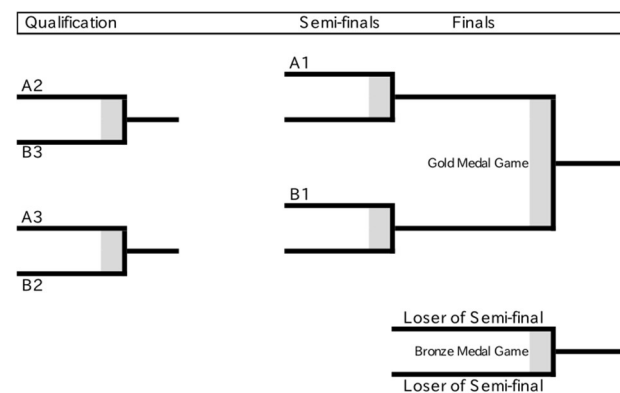 Qualification Semi-finals Finals
A2
B3
A3
B2
A1
B1
Gold Medal Game
Loser of Semi-final
Bronze Medal Game
Loser of Semi-final